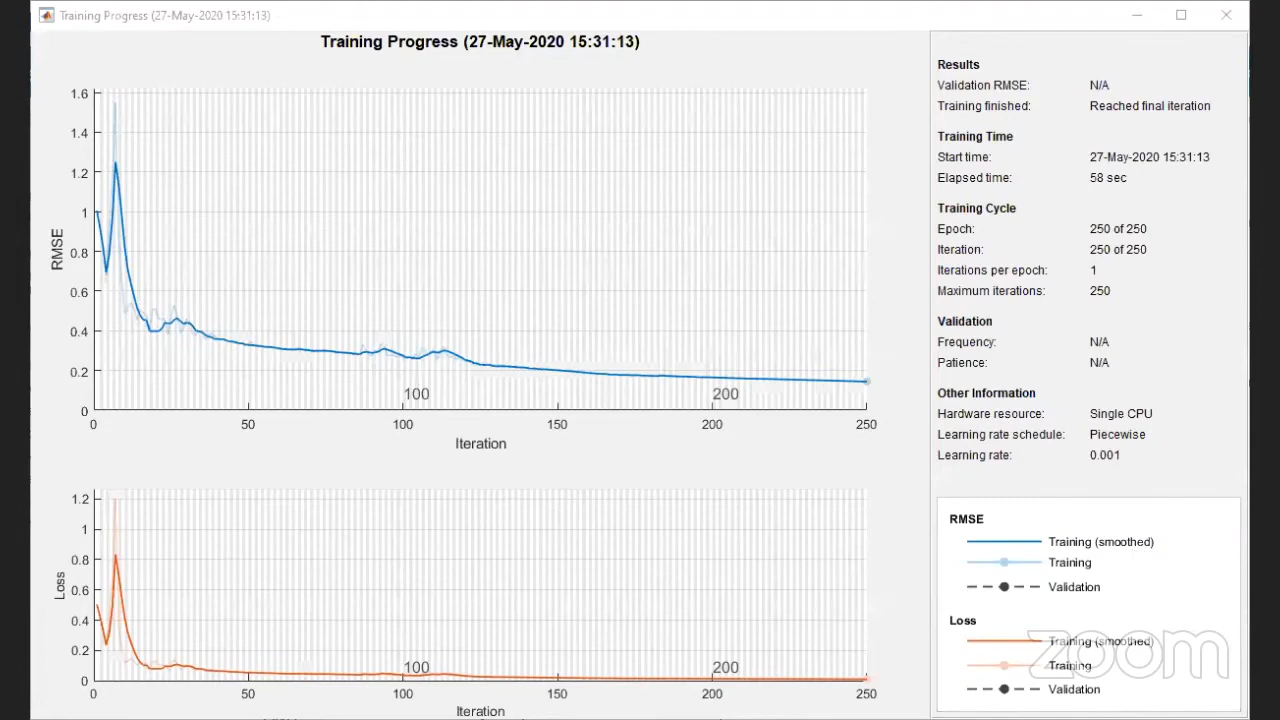 Training Progress (27-May-2020 15:31:13)
Training Progress (27-May-2020 15:31:13)
1.6
1.4
1.2
1
0.8
0.6
0.4
0.2
0
RMSE
100
200
0
50
100
150
200
250
Iteration
1.2
1
0.8
0.6
0.4
0.2
0
Loss
100
200
0
50
100
150
200
250
Iteration
Results
Validation RMSE: N/A
Training finished: Reached final iteration
Training Time
Start time: 27-May-2020 15:31:13
Elapsed time: 58 sec
Training Cycle
Epoch: 250 of 250
Iteration: 250 of 250
Iterations per epoch: 1
Maximum iterations: 250
Validation
Frequency: N/A
Patience: N/A
Other Information
Hardware resource: Single CPU
Learning rate schedule: Piecewise
Learning rate: 0.001
RMSE
Training (smoothed)
Training
Validation
Loss
Training (smoothed)
Training
Validation
zoom